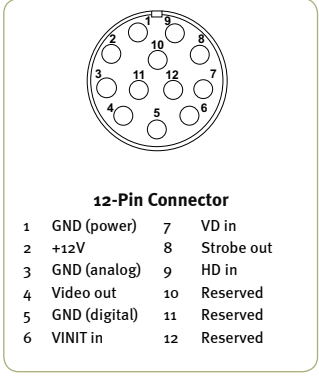 1 9
2 8
10
3 11 12 7
4 6
5
12-Pin Connector
1 GND (power) 7 VD in
2 +12V 8 Strobe out
3 GND (analog) 9 HD in
4 Video out 10 Reserved
5 GND (digital) 11 Reserved
6 VINIT in 12 Reserved